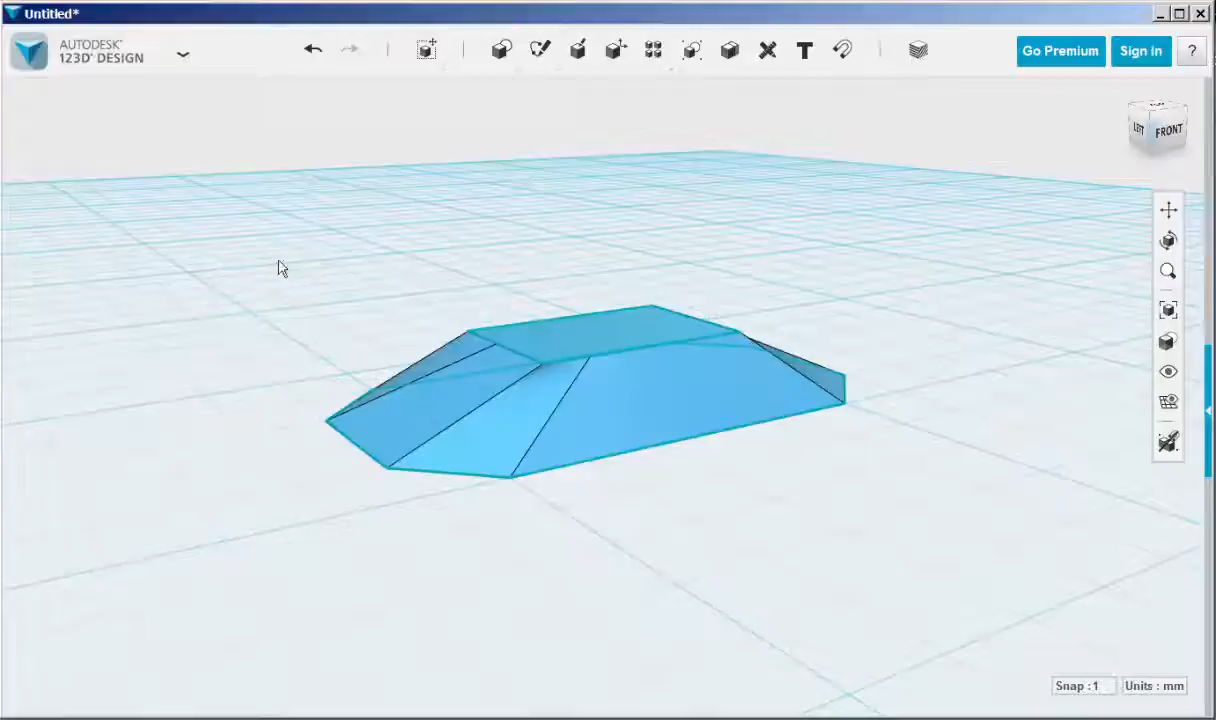 Untitled*
AUTODESK®
123D® DESIGN
Go Premium
Sign In
?
LEFT
FRONT
Snap : 1
Units : mm